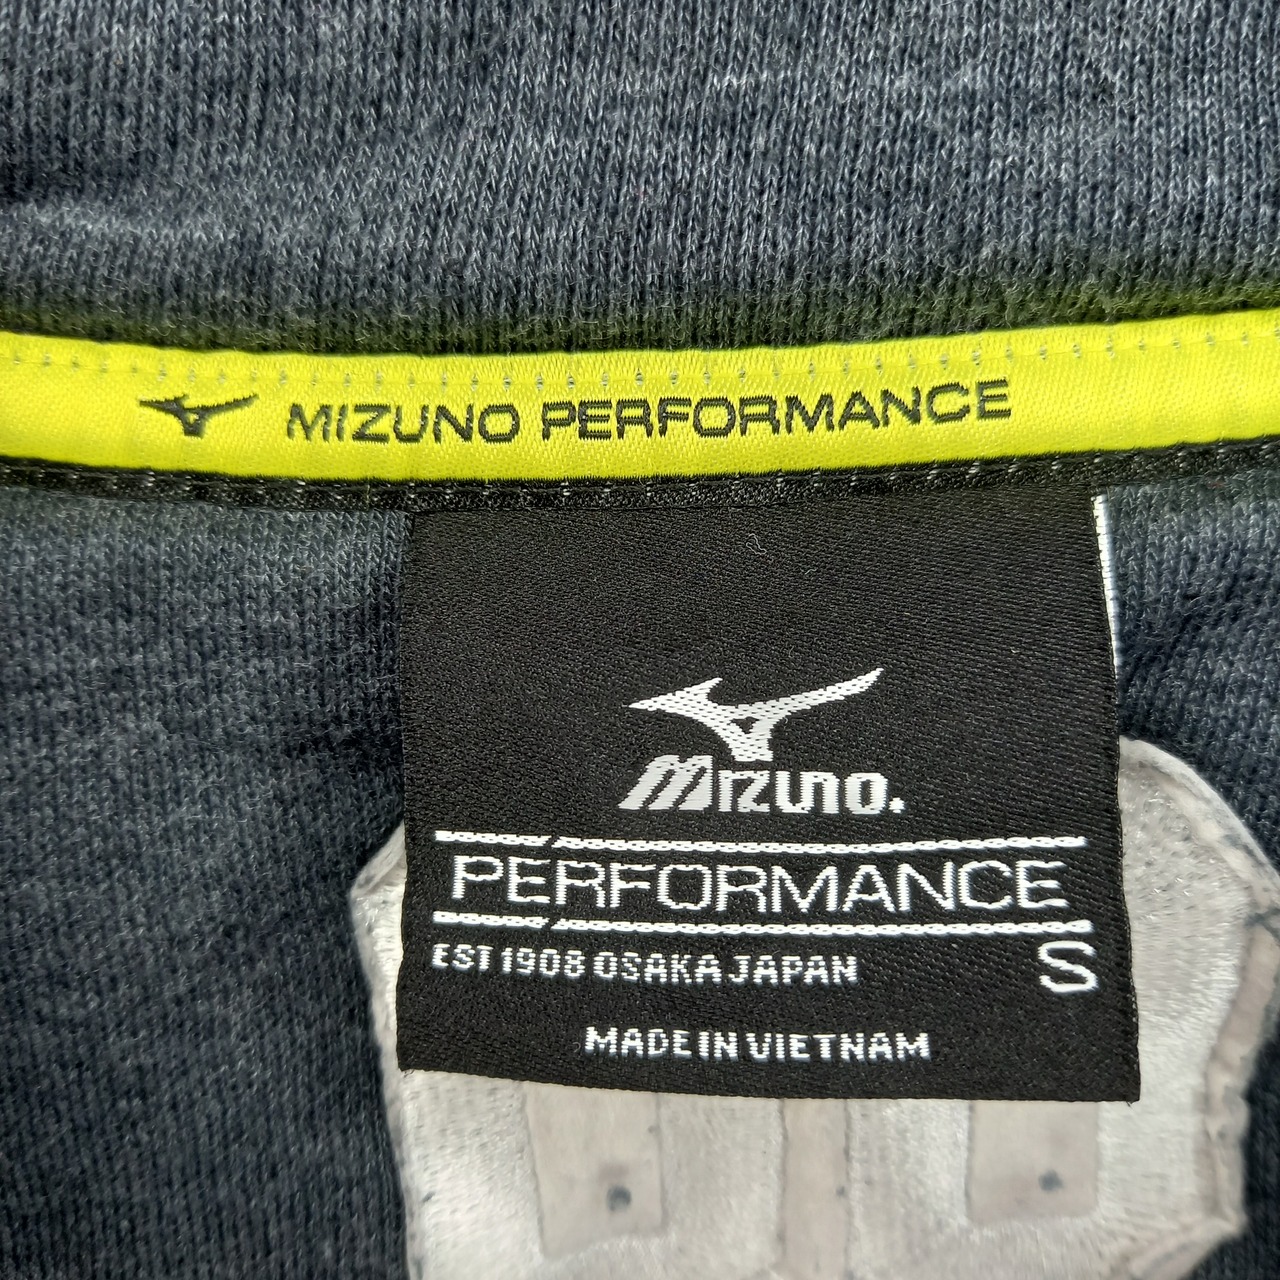 MIZUNO PERFORMANCE
MIZUNO.
PERFORMANCE
EST 1908 OSAKA JAPAN S
MADE IN VIETNAM